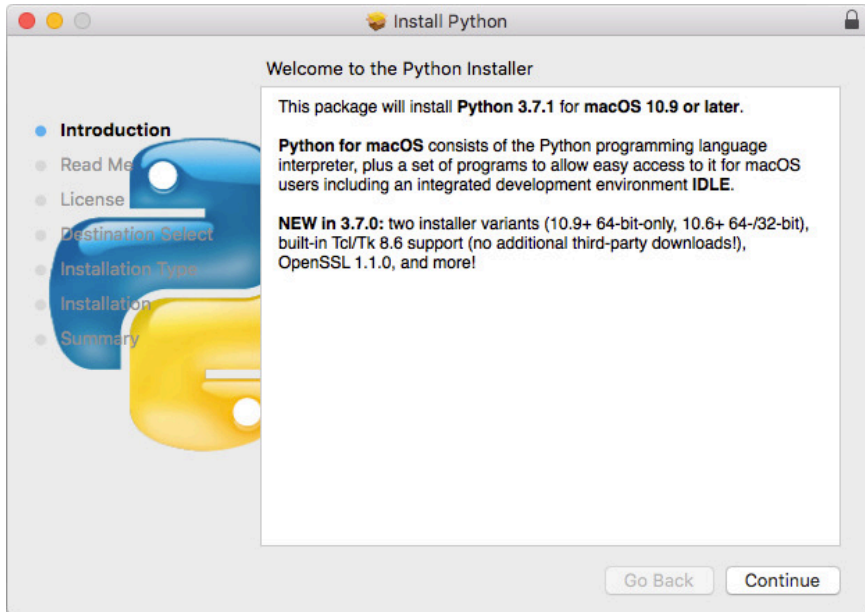 Install Python
Welcome to the Python Installer
Introduction
Read Me
License
Destination Select
Installation Type
Installation
Summary
This package will install Python 3.7.1 for macOS 10.9 or later.
Python for macOS consists of the Python programming language
interpreter, plus a set of programs to allow easy access to it for macOS
users including an integrated development environment IDLE.
NEW in 3.7.0: two installer variants (10.9+ 64-bit-only, 10.6+ 64-/32-bit),
built-in Tcl/Tk 8.6 support (no additional third-party downloads!),
OpenSSL 1.1.0, and more!
Go Back
Continue